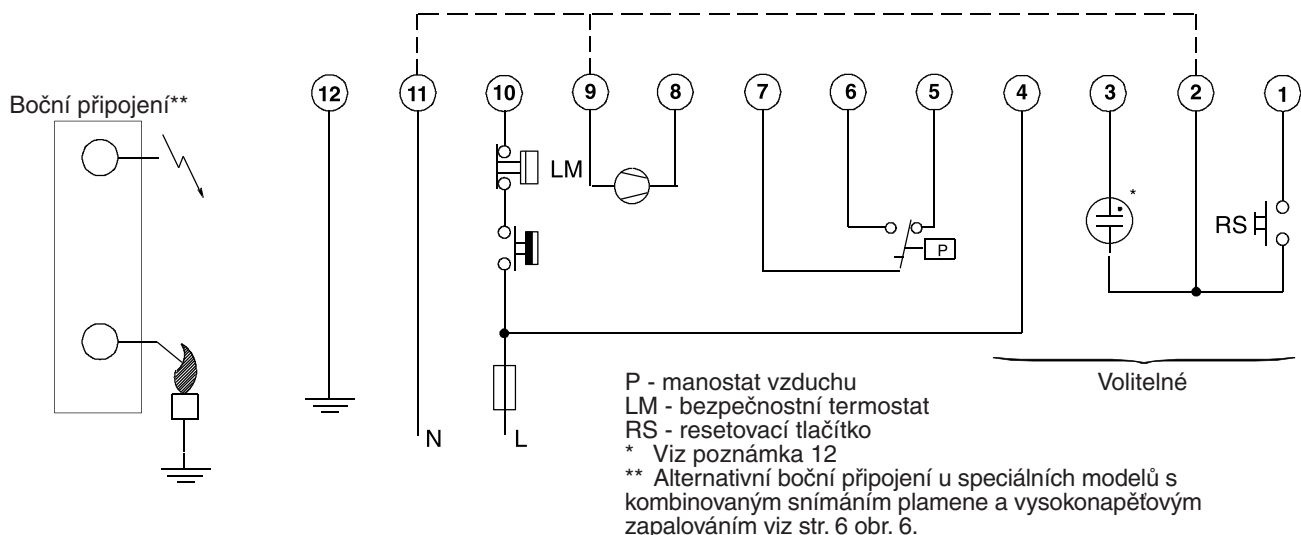 Boční připojení**
12 11 10 9 8 7 6 5 4 3 2 1
LM
*
RS
P
N
L
P - manostat vzduchu
LM - bezpečnostní termostat
RS - resetovací tlačítko
* Viz poznámka 12
** Alternativní boční připojení u speciálních modelů s
kombinovaným snímáním plamene a vysokonapěťovým
zapalováním viz str. 6 obr. 6.
Volitelné